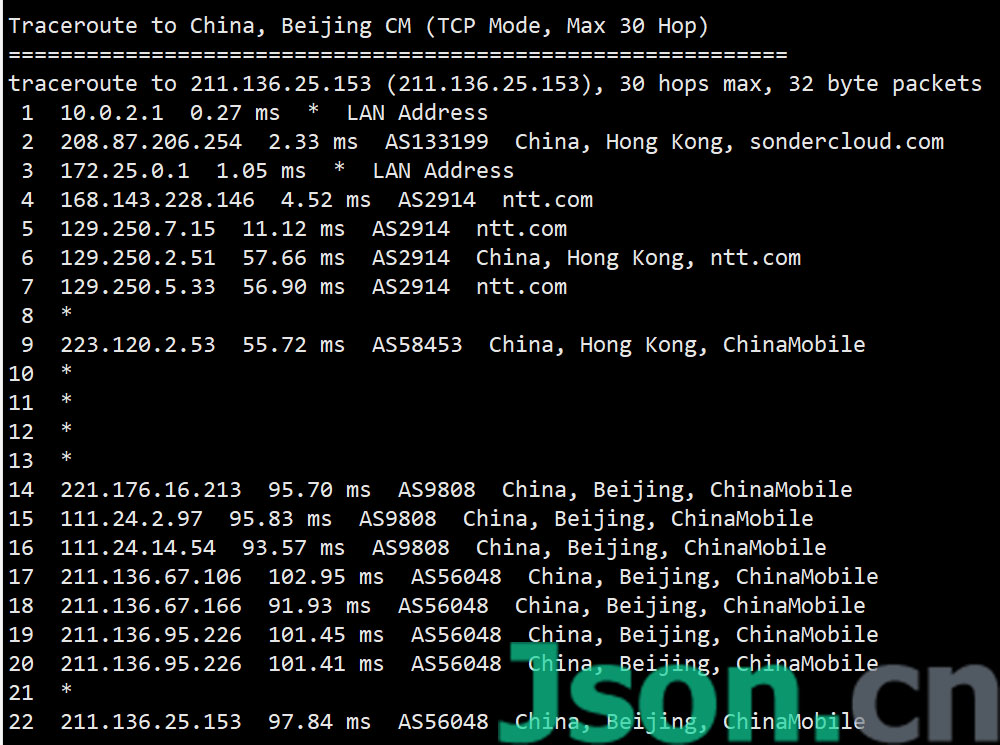 Traceroute to China, Beijing CM (TCP Mode, Max 30 Hop)
============================================================
traceroute to 211.136.25.153 (211.136.25.153), 30 hops max, 32 byte packets
 1  10.0.2.1  0.27 ms  *  LAN Address
 2  208.87.206.254  2.33 ms  AS133199  China, Hong Kong, sondercloud.com
 3  172.25.0.1  1.05 ms  *  LAN Address
 4  168.143.228.146  4.52 ms  AS2914  ntt.com
 5  129.250.7.15  11.12 ms  AS2914  ntt.com
 6  129.250.2.51  57.66 ms  AS2914  China, Hong Kong, ntt.com
 7  129.250.5.33  56.90 ms  AS2914  ntt.com
 8  *
 9  223.120.2.53  55.72 ms  AS58453  China, Hong Kong, ChinaMobile
10  *
11  *
12  *
13  *
14  221.176.16.213  95.70 ms  AS9808  China, Beijing, ChinaMobile
15  111.24.2.97  95.83 ms  AS9808  China, Beijing, ChinaMobile
16  111.24.14.54  93.57 ms  AS9808  China, Beijing, ChinaMobile
17  211.136.67.106  102.95 ms  AS56048  China, Beijing, ChinaMobile
18  211.136.67.166  91.93 ms  AS56048  China, Beijing, ChinaMobile
19  211.136.95.226  101.45 ms  AS56048  China, Beijing, ChinaMobile
20  211.136.95.226  101.41 ms  AS56048  China, Beijing, ChinaMobile
21  *
22  211.136.25.153  97.84 ms  AS56048  China, Beijing, ChinaMobile
Json.cn